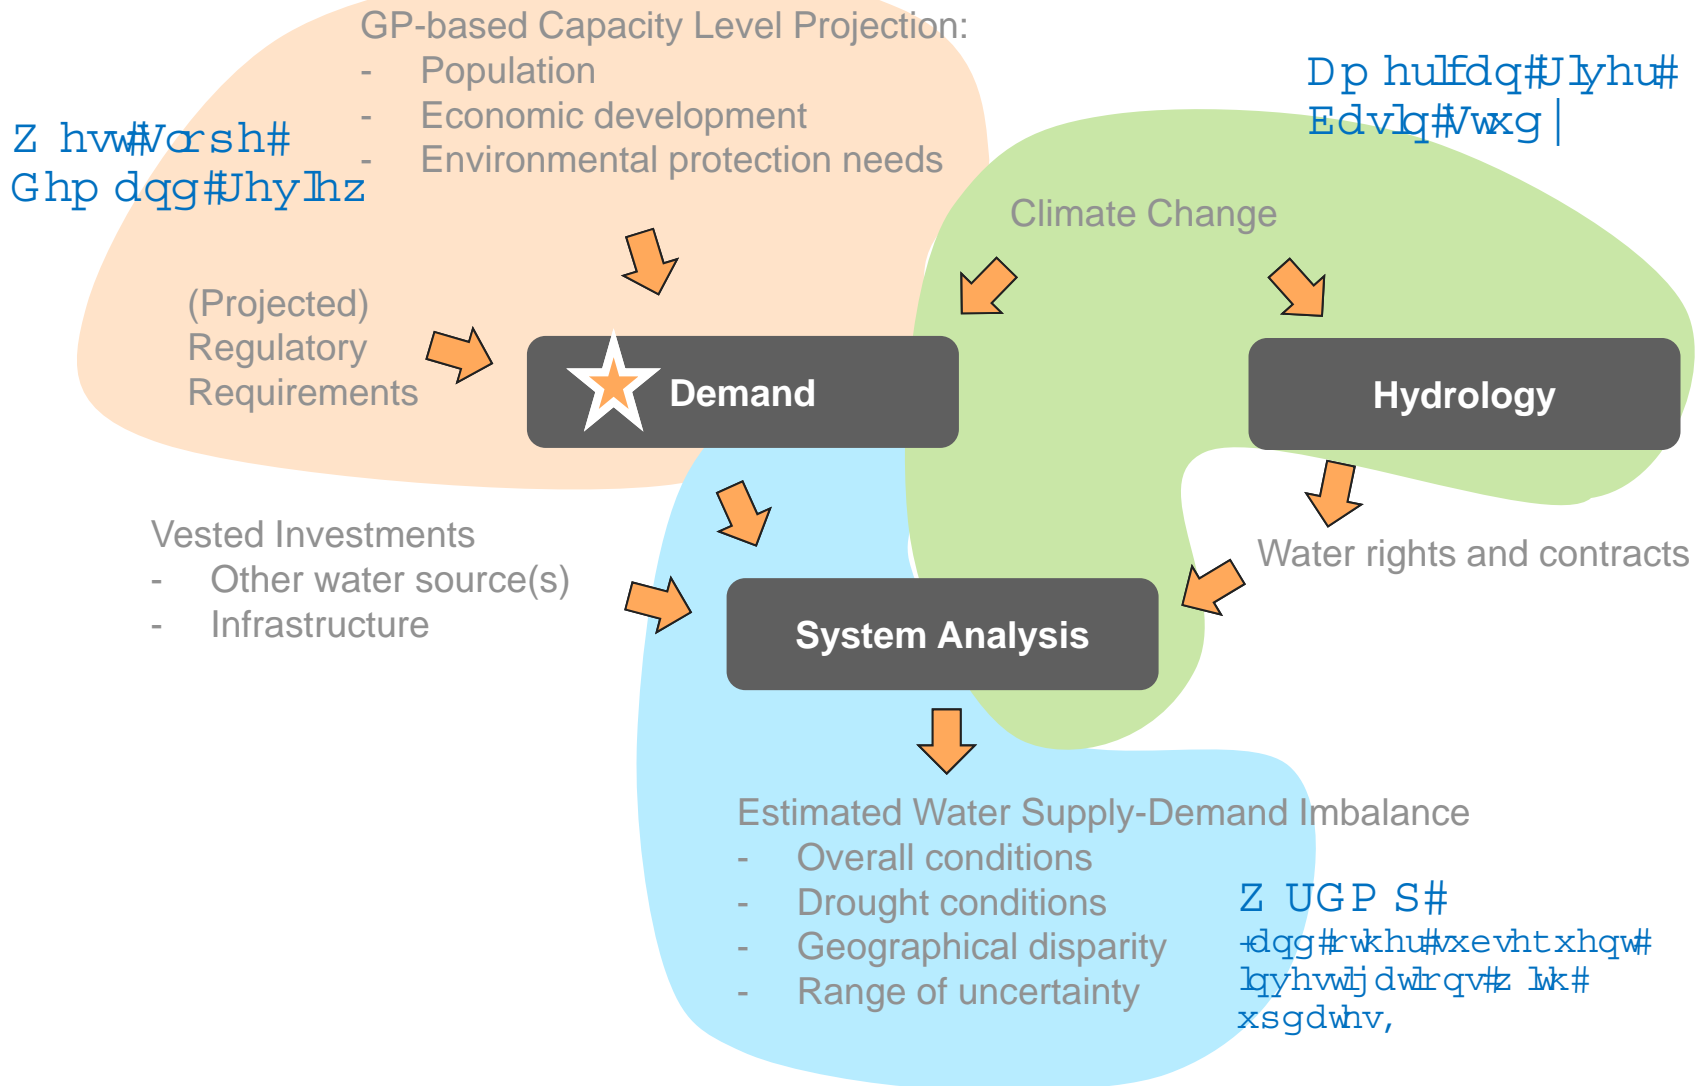 GP-based Capacity Level Projection:
- Population
- Economic development
- Environmental protection needs
Z hvw#Vorsh#
Ghp dqg#Uhylhz
Dp hulfdq#Ulyhu#
Edvlq#Vwxg|
Climate Change
(Projected)
Regulatory
Requirements
Demand
Hydrology
Vested Investments
- Other water source(s)
- Infrastructure
Water rights and contracts
System Analysis
Estimated Water Supply-Demand Imbalance
- Overall conditions
- Drought conditions
- Geographical disparity
- Range of uncertainty
Z UGP S#
+dqg#rwkhu#vxevhtxhqw#
lqyhvwljdwlrqv#z lwk#
xsgdwhv,